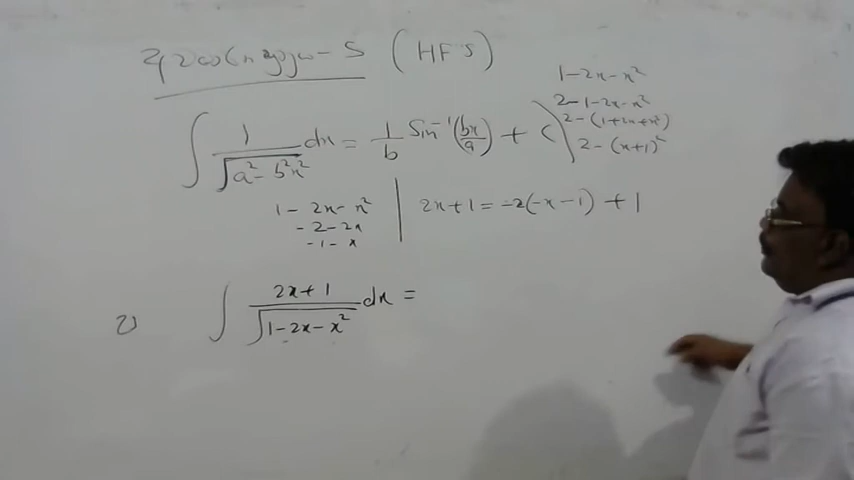 (HFS)
1-2x-x²
2-1-2x-x²
2-(1+2x+x²)
2-(x+1)²
∫ 1/√(a²-b²x²) dx = 1/b Sin⁻¹(bx/a) + C
1-2x-x²
-2-2x
-1-x
2x+1 = -2(-x-1) + 1
∫ 2x+1/√(1-2x-x²) dx =